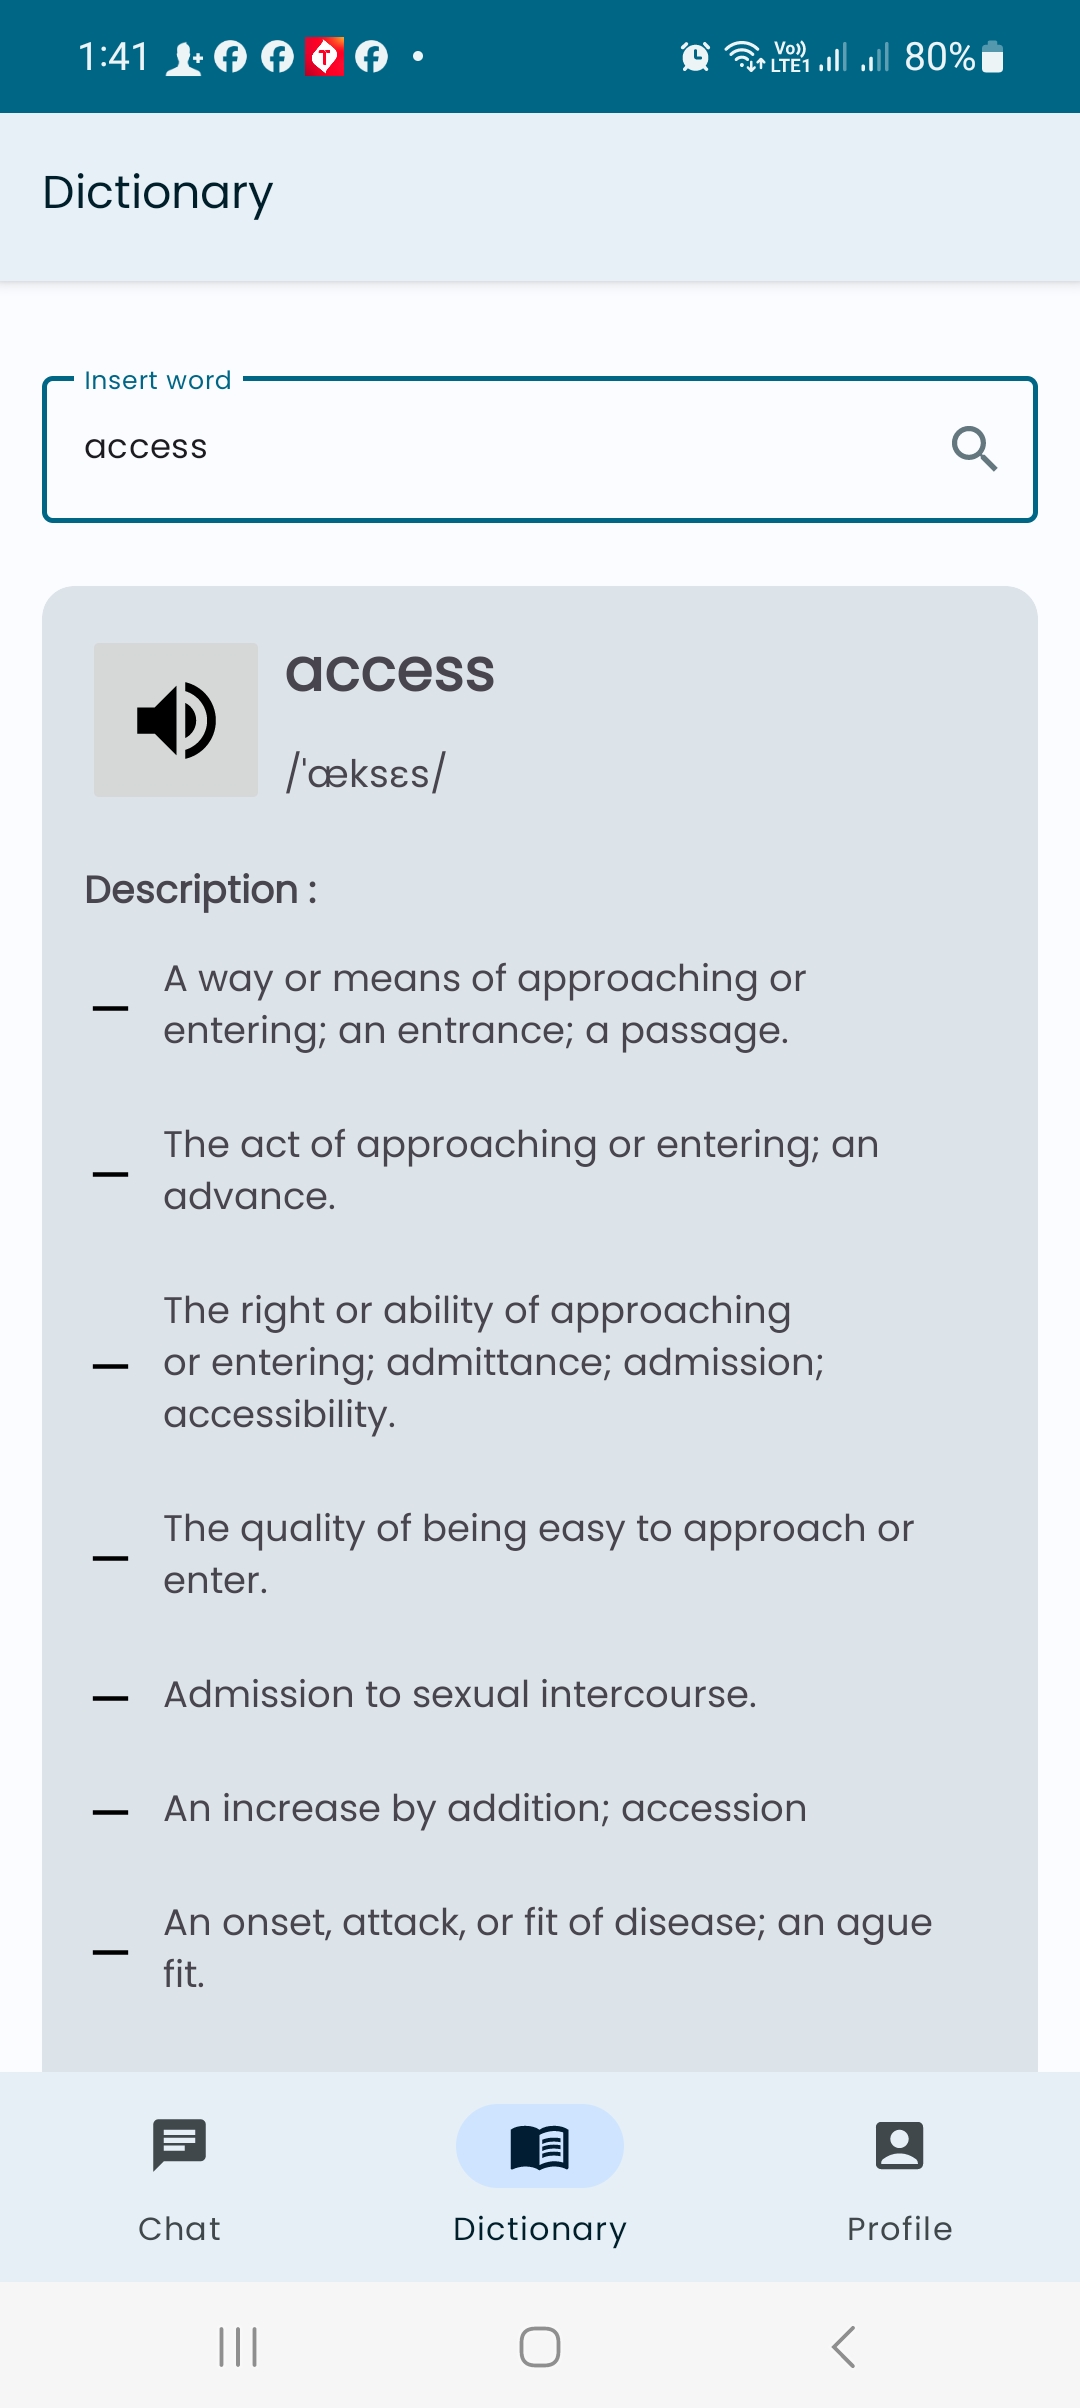 1:41
Vo))
LTE1
80%
Dictionary
Insert word
access
access
/ˈæksɛs/
Description :
A way or means of approaching or
entering; an entrance; a passage.
The act of approaching or entering; an
advance.
The right or ability of approaching
or entering; admittance; admission;
accessibility.
The quality of being easy to approach or
enter.
Admission to sexual intercourse.
An increase by addition; accession
An onset, attack, or fit of disease; an ague
fit.
Chat
Dictionary
Profile